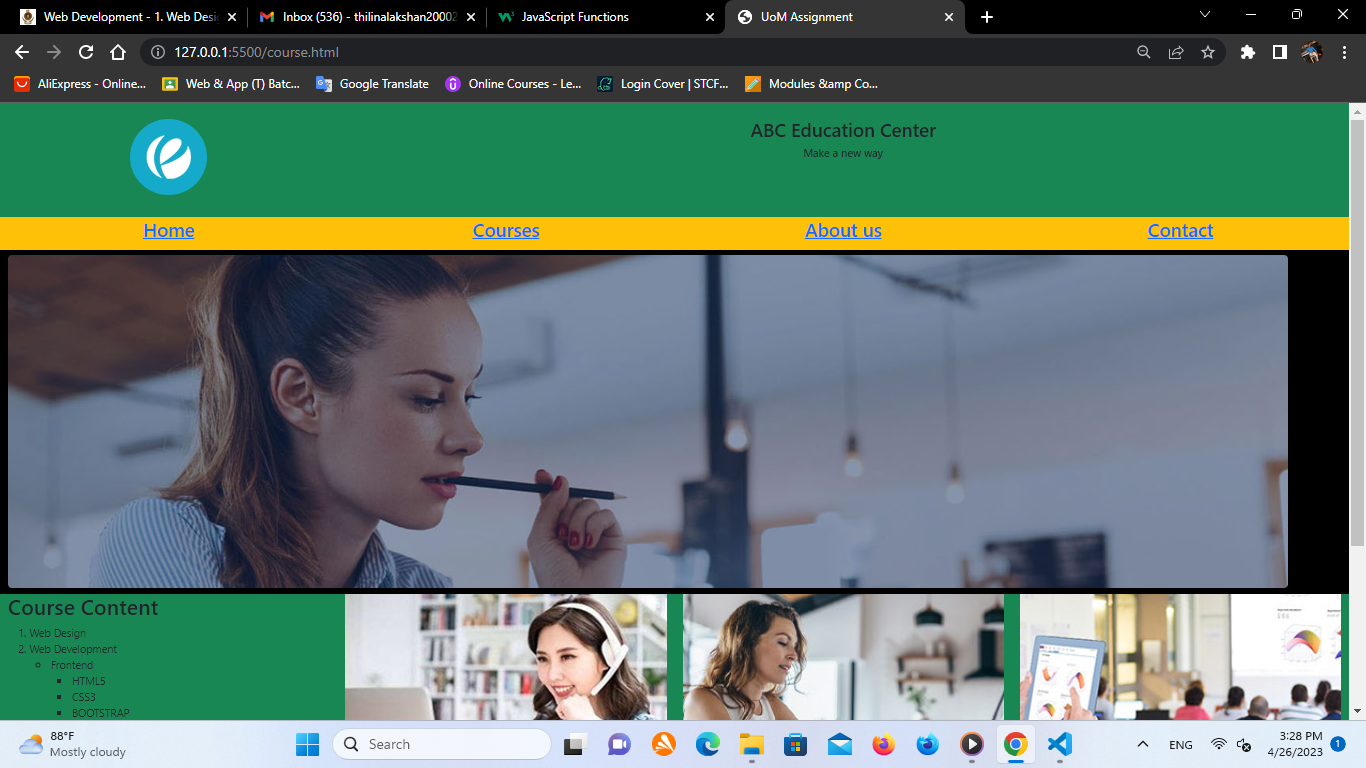 Web Development - 1. Web Desi
Inbox (536) - thilinalakshan20002
JavaScript Functions
UoM Assignment
127.0.0.1:5500/course.html
AliExpress - Online...
Web & App (T) Batc...
Google Translate
Online Courses - Le...
Login Cover | STCF...
Modules &amp Co...
ABC Education Center
Make a new way
Home
Courses
About us
Contact
Course Content
1. Web Design
2. Web Development
Frontend
HTML5
CSS3
BOOTSTRAP
88°F
Mostly cloudy
Search
ENG
3:28 PM
4/26/2023
1